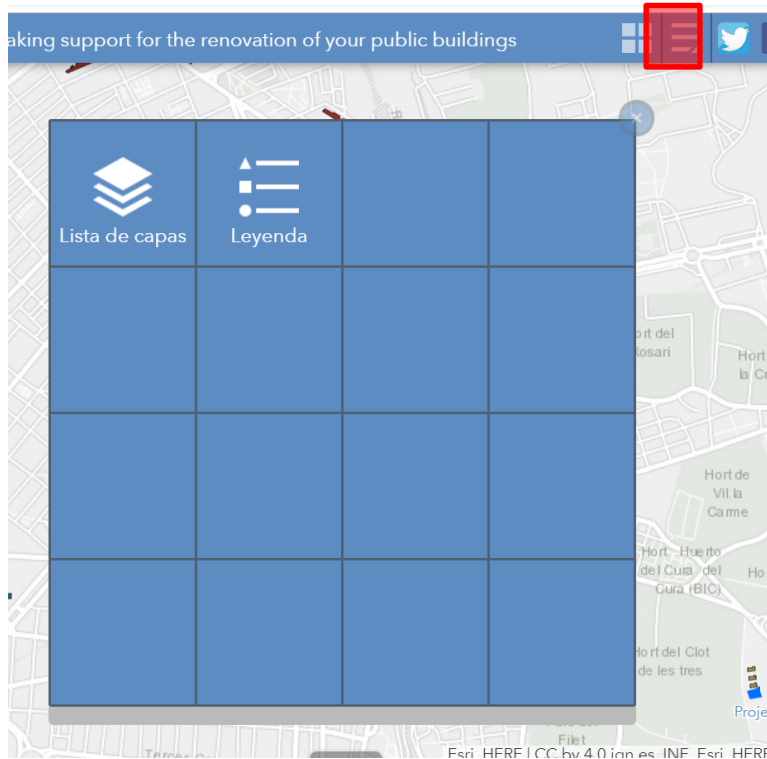 aking support for the renovation of your public buildings
Lista de capas
Leyenda
ort del
Rosari
Hort
la Cr
Hort de
Vil.la
Carme
Hort
del Cura
Huerto
del
Cura (BIC)
Ho
Hort del Clot
de les tres
Proje
Filet
Esri, HERE | CC by 4.0 ign.es, INE, Esri, HERE